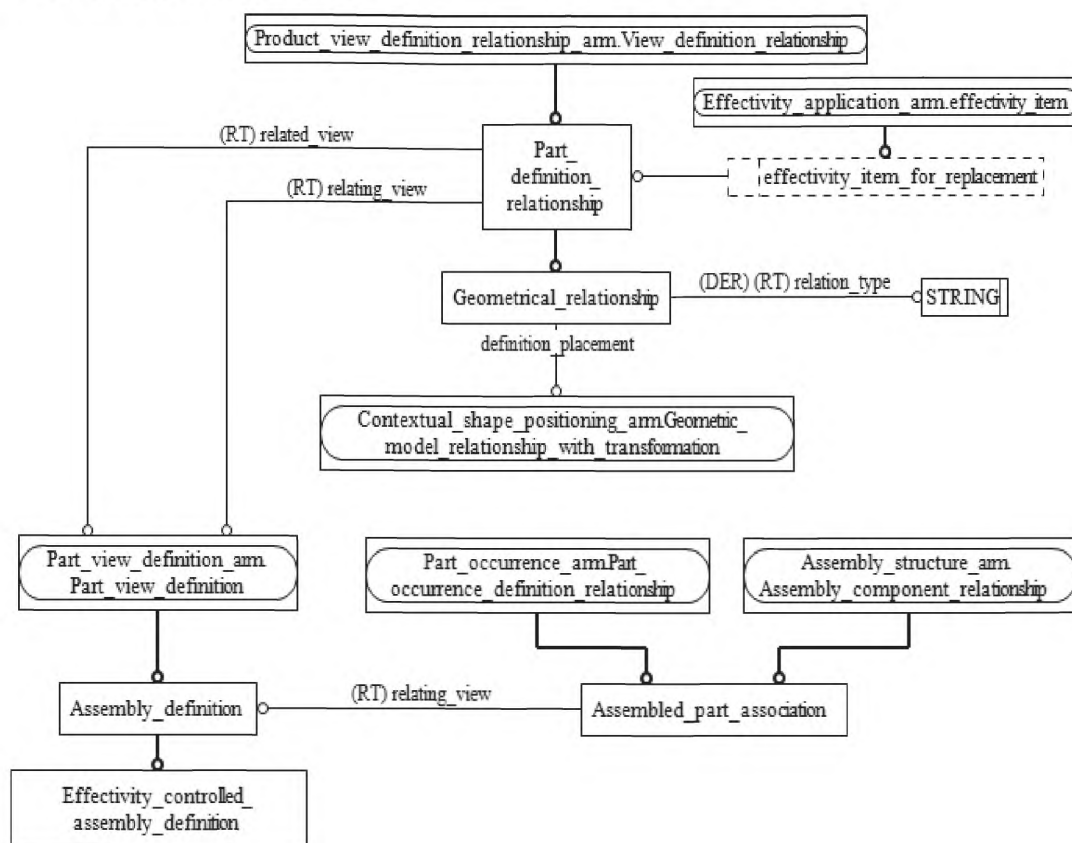 Product_view_definition_relationship_arm.View_definition_relationship
Effectivity_application_arm.effectivity_item
(RT) related_view
Part_
definition_
relationship
effectivity_item_for_replacement
(RT) relating_view
Geometrical_relationship
(DER) (RT) relation_type
STRING
definition_placement
Contextual_shape_positioning_arm.Geometric_
model_relationship_with_transformation
Part_view_definition_arm.
Part_view_definition
Part_occurrence_arm.Part_
occurrence_definition_relationship
Assembly_structure_arm.
Assembly_component_relationship
Assembly_definition
(RT) relating_view
Assembled_part_association
Effectivity_controlled_
assembly_definition